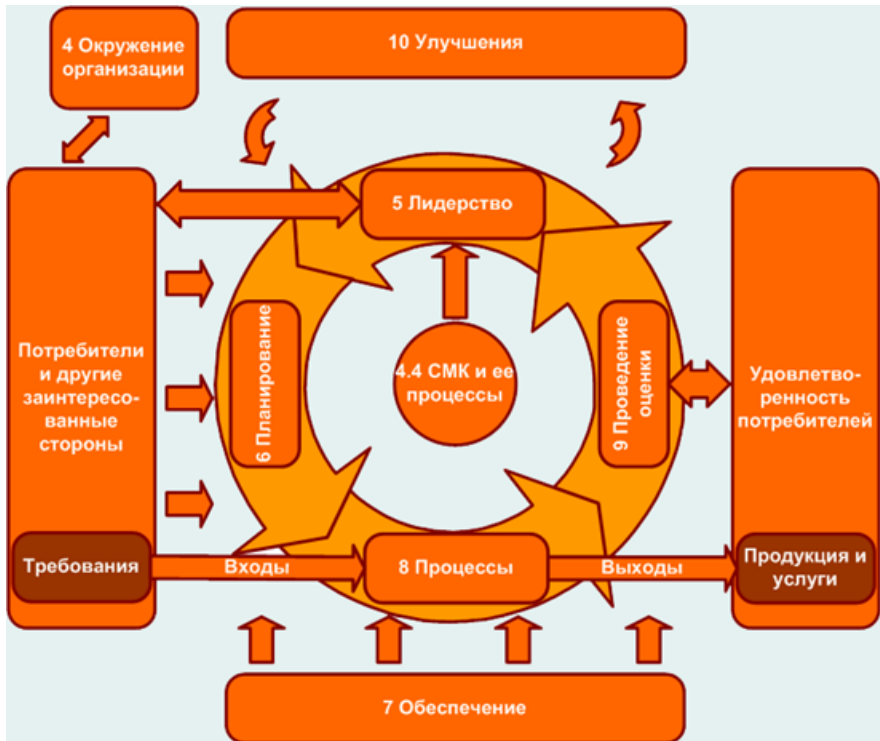 4 Окружение
организации
10 Улучшения
5 Лидерство
Потребители
и другие
заинтересо-
ванные
стороны
6 Планирование
4.4 СМК и ее
процессы
9 Проведение
оценки
Удовлетво-
ренность
потребителей
Требования
Входы
8 Процессы
Выходы
Продукция и
услуги
7 Обеспечение